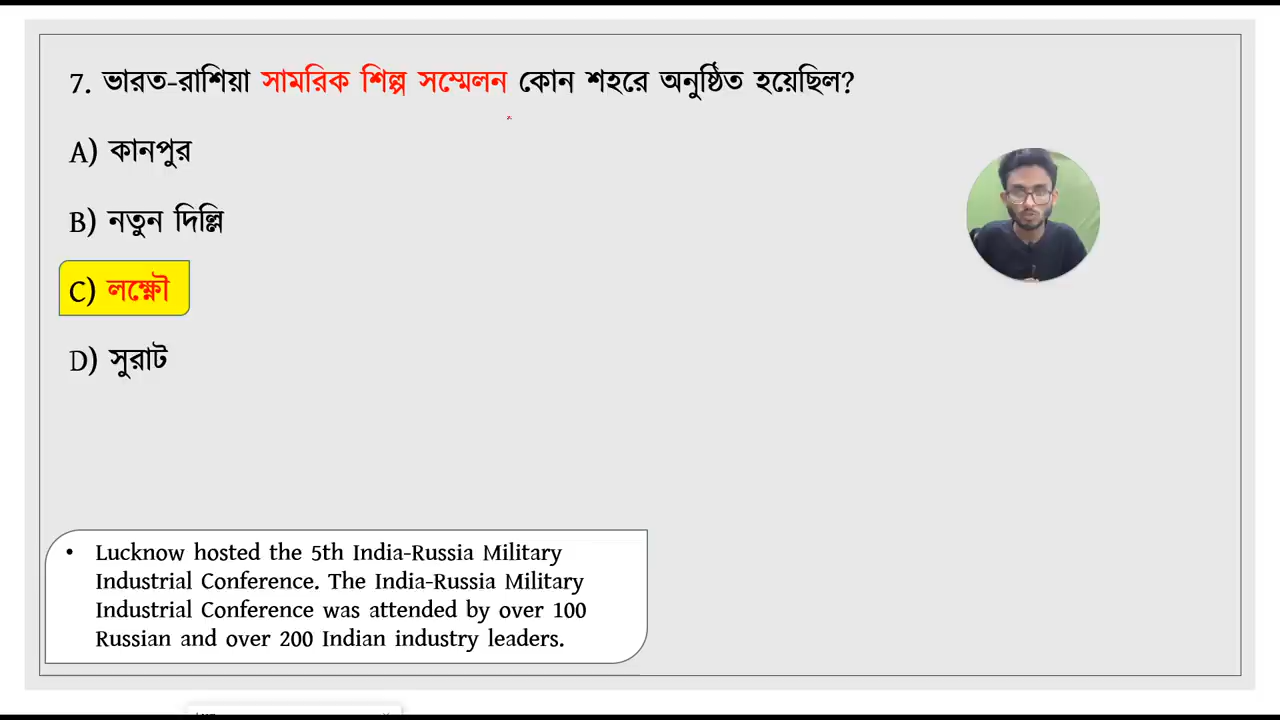 7. ভারত-রাশিয়া সামরিক শিল্প সম্মেলন কোন শহরে অনুষ্ঠিত হয়েছিল?
A) কানপুর
B) নতুন দিল্লি
C) লক্ষ্ণৌ
D) সুরাট
• Lucknow hosted the 5th India-Russia Military
Industrial Conference. The India-Russia Military
Industrial Conference was attended by over 100
Russian and over 200 Indian industry leaders.